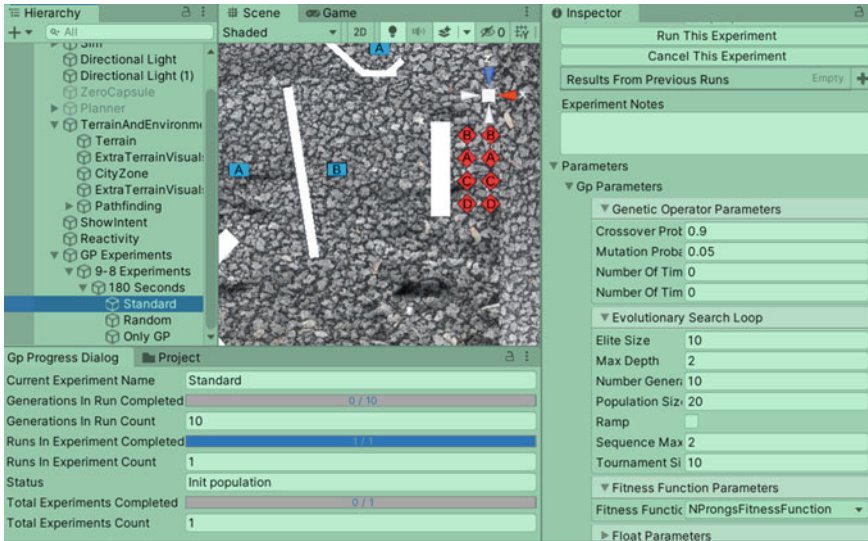 Hierarchy
All
Sim
Directional Light
Directional Light (1)
ZeroCapsule
Planner
TerrainAndEnvironme
Terrain
ExtraTerrainVisual
CityZone
ExtraTerrainVisual
Pathfinding
ShowIntent
Reactivity
GP Experiments
9-8 Experiments
180 Seconds
Standard
Random
Only GP
Scene Game
Shaded 2D 0
A
A B
B B
A A
C C
D D
z
x
Gp Progress Dialog Project
Current Experiment Name Standard
Generations In Run Completed 0 / 10
Generations In Run Count 10
Runs In Experiment Completed 1 / 1
Runs In Experiment Count 1
Status Init population
Total Experiments Completed 0 / 1
Total Experiments Count 1
Inspector
Run This Experiment
Cancel This Experiment
Results From Previous Runs Empty +
Experiment Notes
Parameters
Gp Parameters
Genetic Operator Parameters
Crossover Prob 0.9
Mutation Proba 0.05
Number Of Tim 0
Number Of Tim 0
Evolutionary Search Loop
Elite Size 10
Max Depth 2
Number Genera 10
Population Size 20
Ramp
Sequence Max 2
Tournament Si 10
Fitness Function Parameters
Fitness Functio NProngsFitnessFunction
Float Parameters